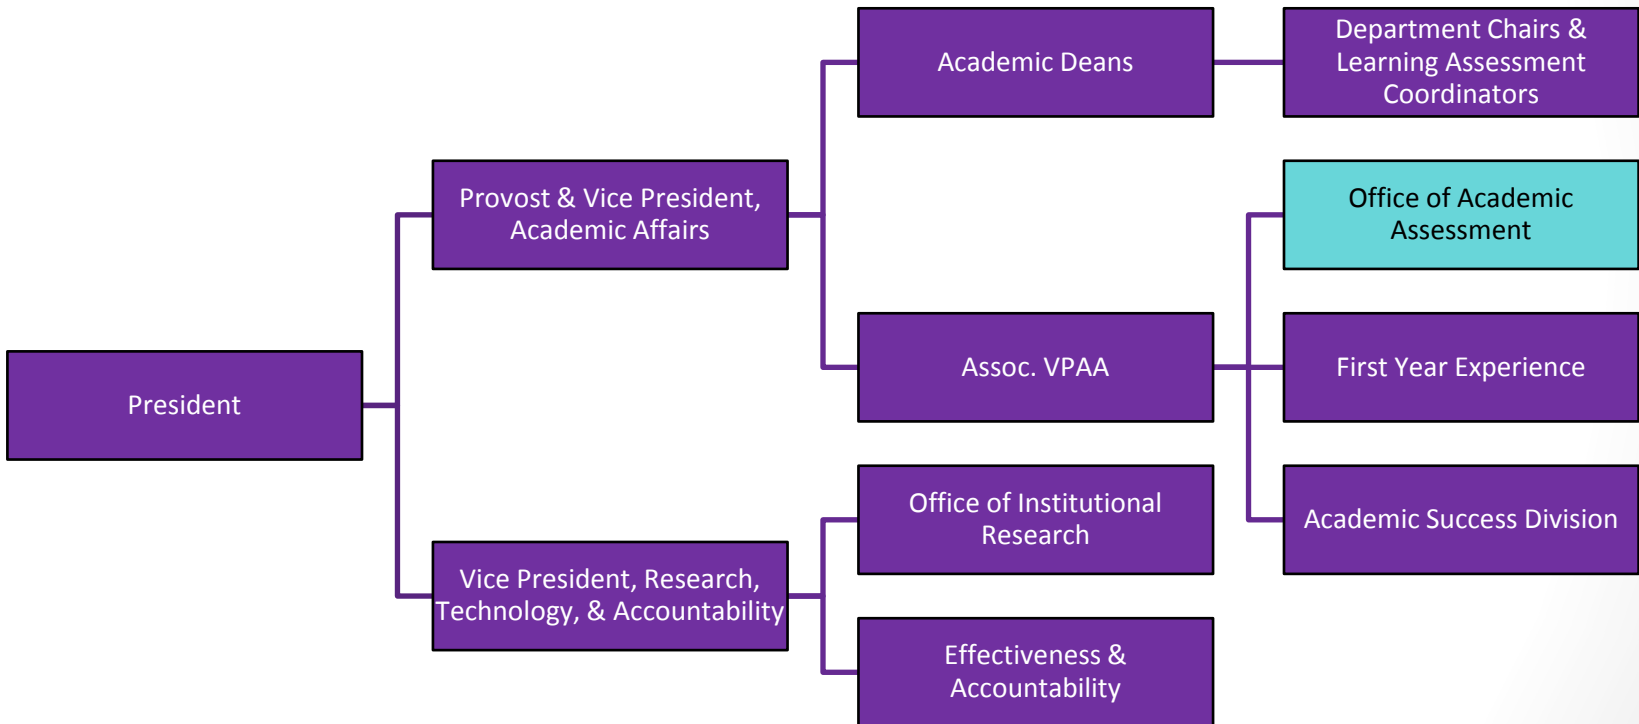 President
Provost & Vice President,
Academic Affairs
Academic Deans
Department Chairs &
Learning Assessment
Coordinators
Assoc. VPAA
Office of Academic
Assessment
First Year Experience
Academic Success Division
Vice President, Research,
Technology, & Accountability
Office of Institutional
Research
Effectiveness &
Accountability